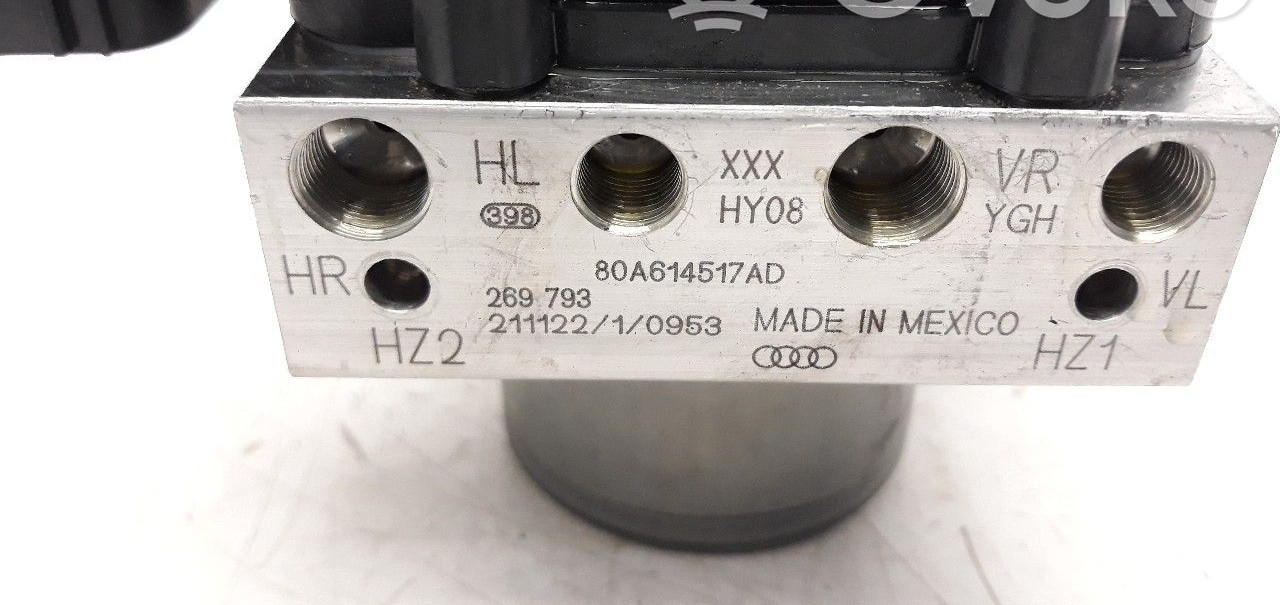 HL
XXX
VR
398
HY08
YGH
HR
80A614517AD
VL
269 793
211122/1/0953
MADE IN MEXICO
HZ2
HZ1